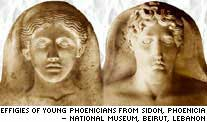 EFFIGIES OF YOUNG PHOENICIANS FROM SIDON, PHOENICIA
– NATIONAL MUSEUM, BEIRUT, LEBANON